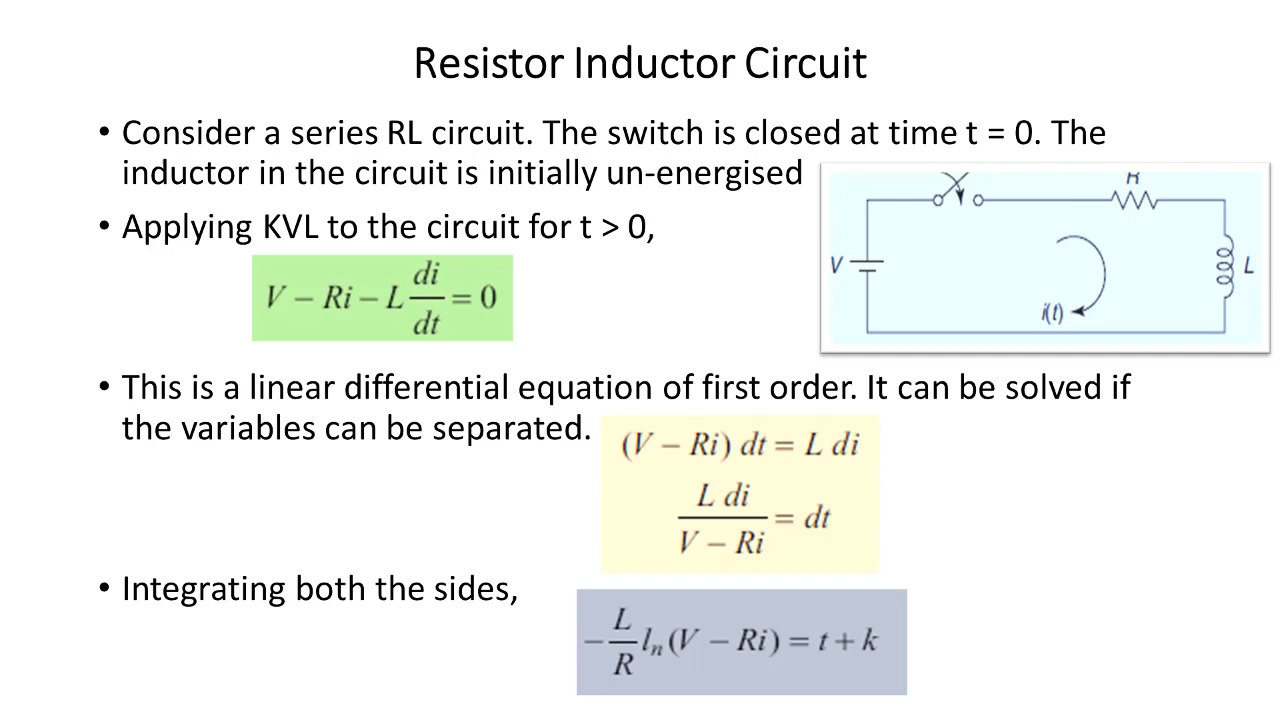 Resistor Inductor Circuit
• Consider a series RL circuit. The switch is closed at time t = 0. The
inductor in the circuit is initially un-energised
R
• Applying KVL to the circuit for t > 0,
V
L
i(t)
V – Ri – L di/dt = 0
• This is a linear differential equation of first order. It can be solved if
the variables can be separated.
(V – Ri) dt = L di
L di / V – Ri = dt
• Integrating both the sides,
– L/R lₙ (V – Ri) = t + k